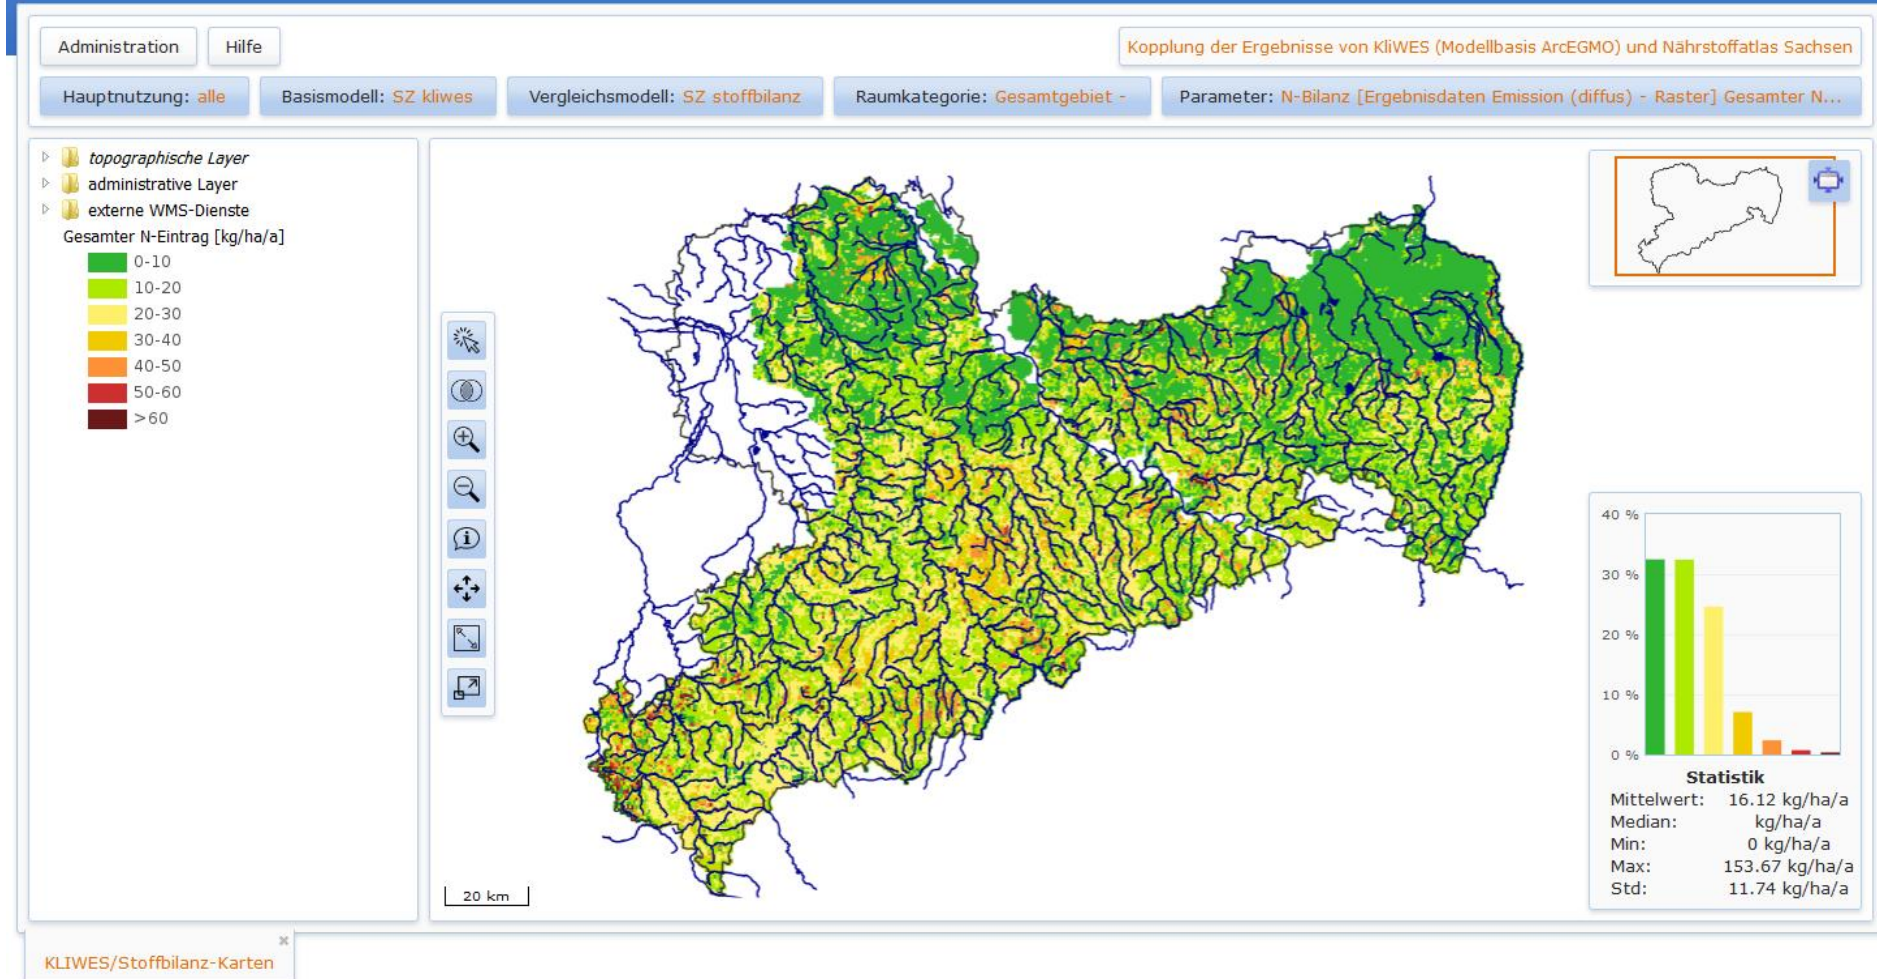 Administration
Hilfe
Kopplung der Ergebnisse von KliWES (Modellbasis ArcEGMO) und Nährstoffatlas Sachsen
Hauptnutzung: alle
Basismodell: SZ kliwes
Vergleichsmodell: SZ stoffbilanz
Raumkategorie: Gesamtgebiet -
Parameter: N-Bilanz [Ergebnisdaten Emission (diffus) - Raster] Gesamter N...
topographische Layer
administrative Layer
externe WMS-Dienste
Gesamter N-Eintrag [kg/ha/a]
0-10
10-20
20-30
30-40
40-50
50-60
>60
20 km
40 %
30 %
20 %
10 %
0 %
Statistik
Mittelwert: 16.12 kg/ha/a
Median: kg/ha/a
Min: 0 kg/ha/a
Max: 153.67 kg/ha/a
Std: 11.74 kg/ha/a
KLIWES/Stoffbilanz-Karten